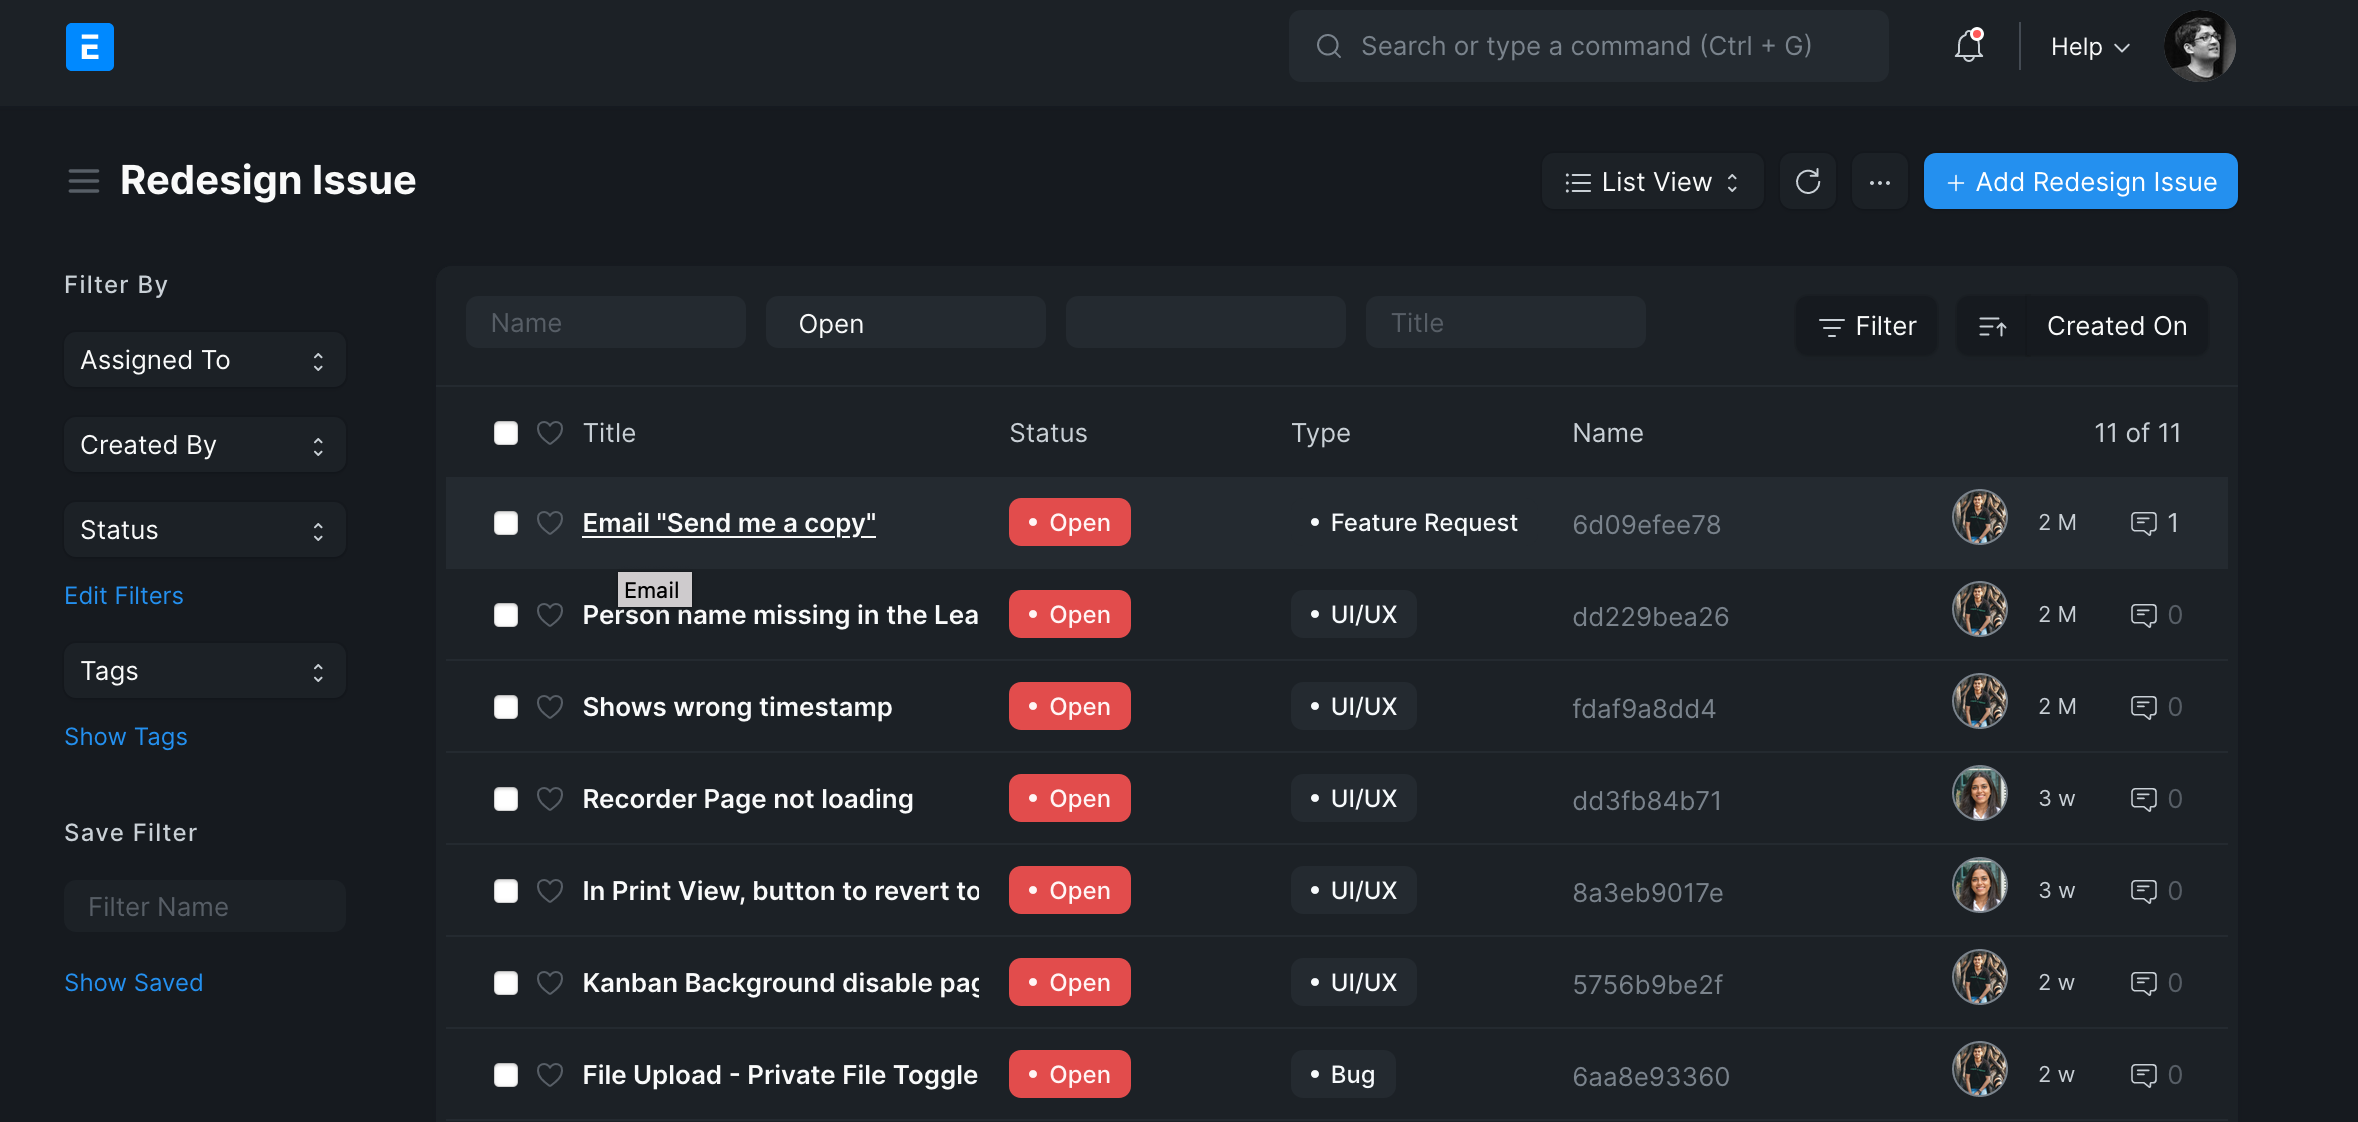 E
Search or type a command (Ctrl + G)
Help
Redesign Issue
List View
...
+ Add Redesign Issue
Filter By
Assigned To
Created By
Status
Edit Filters
Tags
Show Tags
Save Filter
Filter Name
Show Saved
Name
Open
Title
Filter
Created On
Title Status Type Name 11 of 11
Email "Send me a copy" • Open • Feature Request 6d09efee78 2 M 1
Email
Person name missing in the Lea • Open • UI/UX dd229bea26 2 M 0
Shows wrong timestamp • Open • UI/UX fdaf9a8dd4 2 M 0
Recorder Page not loading • Open • UI/UX dd3fb84b71 3 w 0
In Print View, button to revert to • Open • UI/UX 8a3eb9017e 3 w 0
Kanban Background disable pag • Open • UI/UX 5756b9be2f 2 w 0
File Upload - Private File Toggle • Open • Bug 6aa8e93360 2 w 0